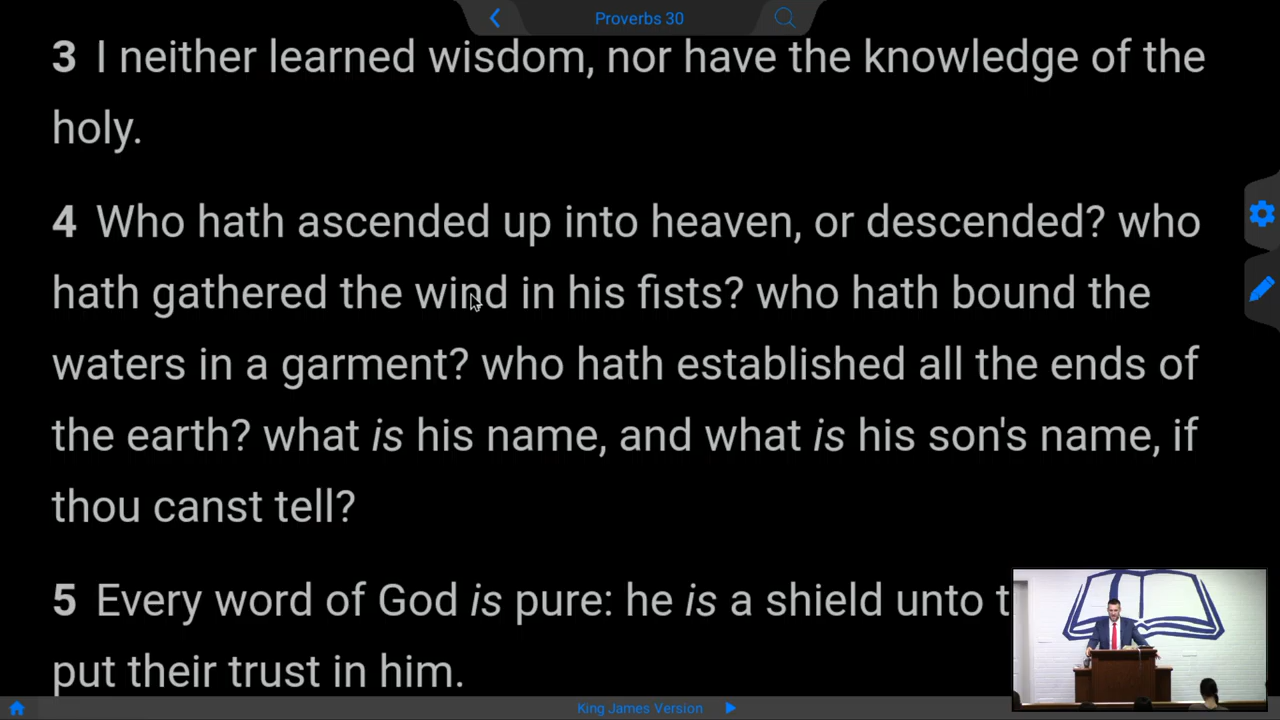 Proverbs 30
3 I neither learned wisdom, nor have the knowledge of the
holy.
4 Who hath ascended up into heaven, or descended? who
hath gathered the wind in his fists? who hath bound the
waters in a garment? who hath established all the ends of
the earth? what is his name, and what is his son's name, if
thou canst tell?
5 Every word of God is pure: he is a shield unto
put their trust in him.
King James Version